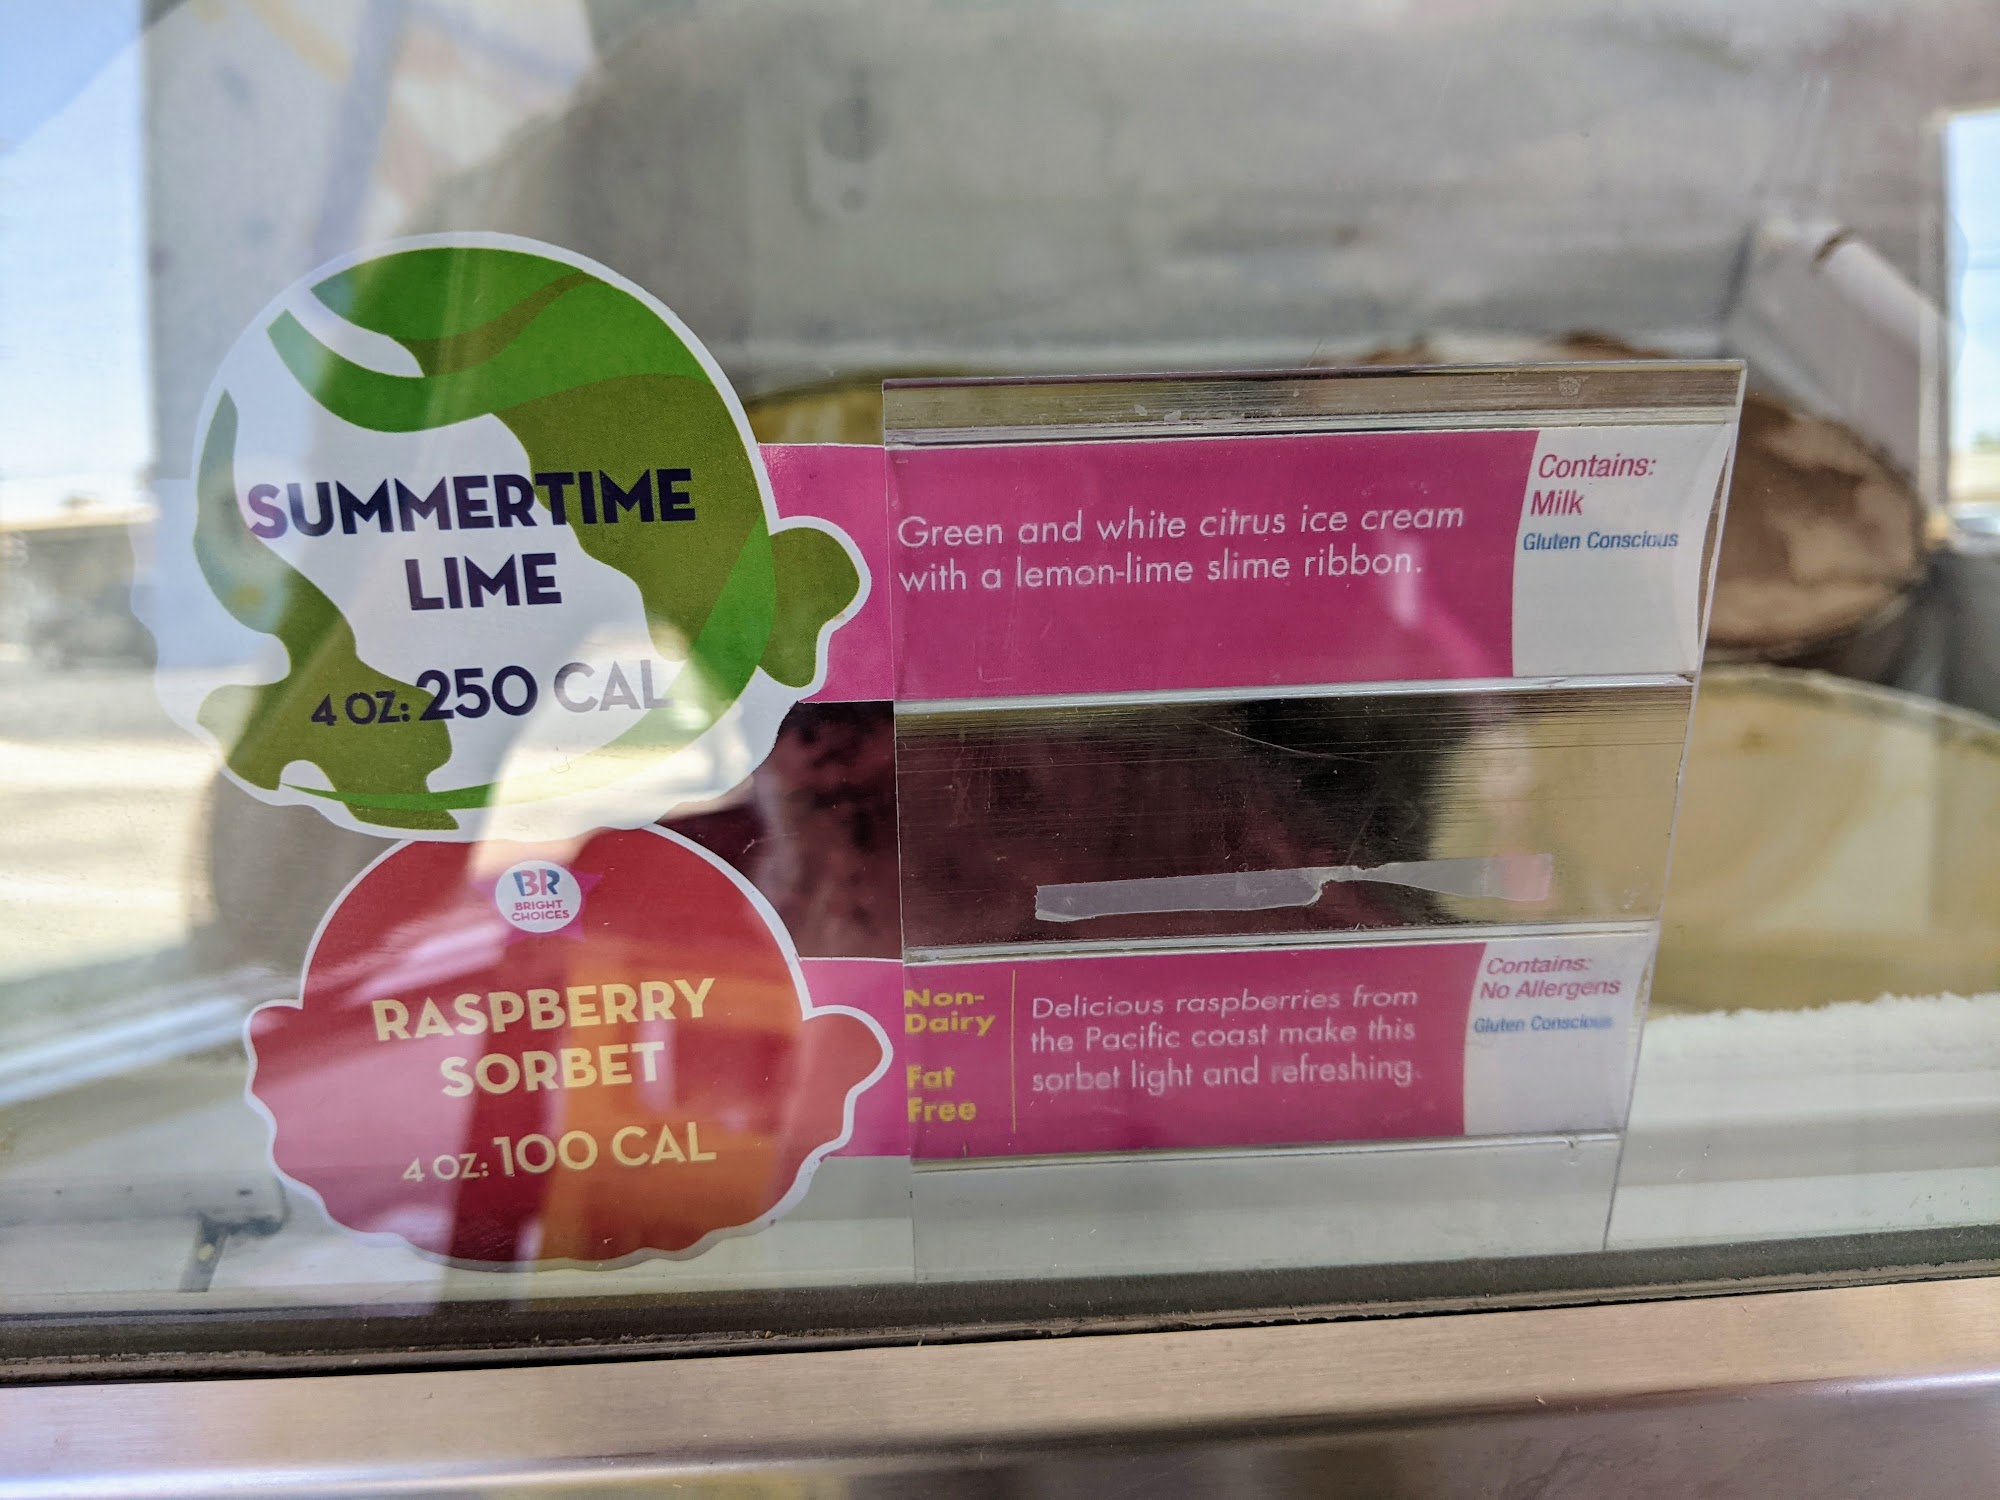 SUMMERTIME
LIME
4 OZ: 250 CAL
Green and white citrus ice cream
with a lemon-lime slime ribbon.
Contains:
Milk
Gluten Conscious
BR
BRIGHT
CHOICES
RASPBERRY
SORBET
4 OZ: 100 CAL
Non-
Dairy
Fat
Free
Delicious raspberries from
the Pacific coast make this
sorbet light and refreshing.
Contains:
No Allergens
Gluten Conscious